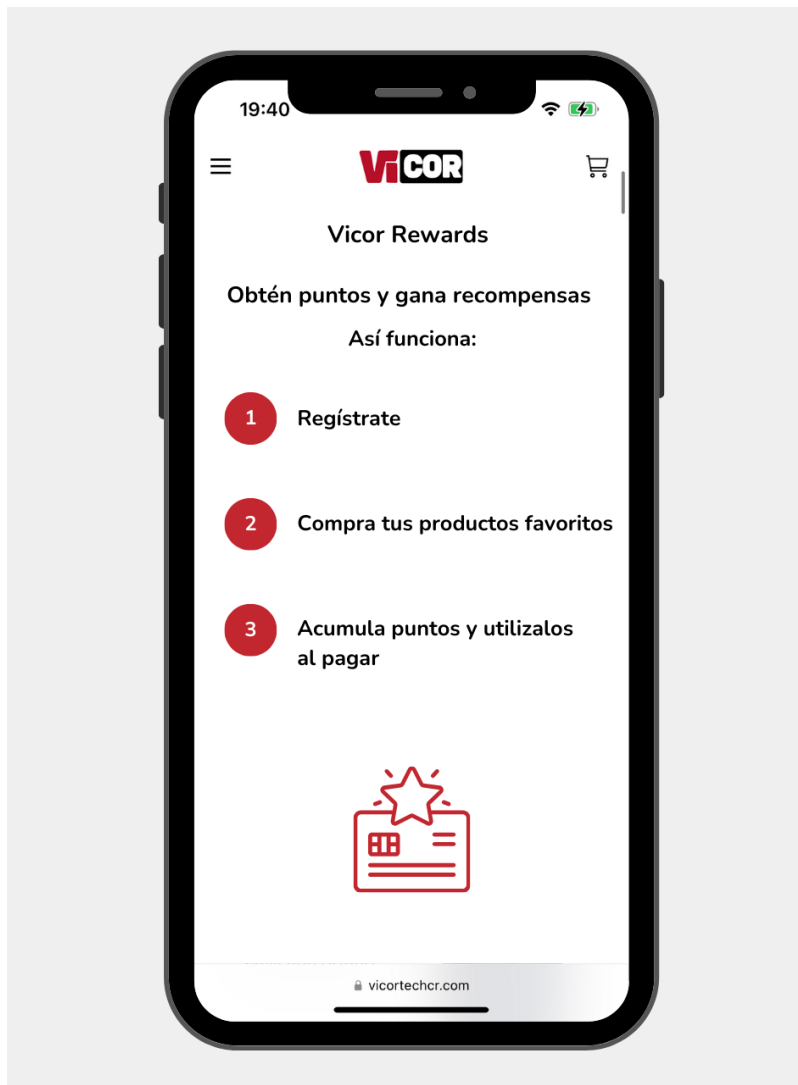 19:40
ViCOR
Vicor Rewards
Obtén puntos y gana recompensas
Así funciona:
1 Regístrate
2 Compra tus productos favoritos
3 Acumula puntos y utilizalos
al pagar
vicortechcr.com